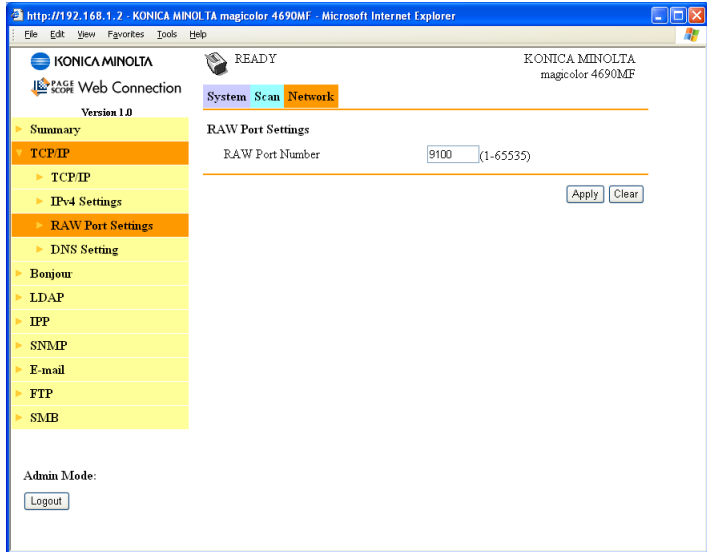 http://192.168.1.2 - KONICA MINOLTA magicolor 4690MF - Microsoft Internet Explorer
File Edit View Favorites Tools Help
KONICA MINOLTA
PAGE SCOPE Web Connection
Version 1.0
READY
KONICA MINOLTA
magicolor 4690MF
System Scan Network
Summary
TCP/IP
TCP/IP
IPv4 Settings
RAW Port Settings
DNS Setting
Bonjour
LDAP
IPP
SNMP
E-mail
FTP
SMB
Admin Mode:
Logout
RAW Port Settings
RAW Port Number 9100 (1-65535)
Apply Clear